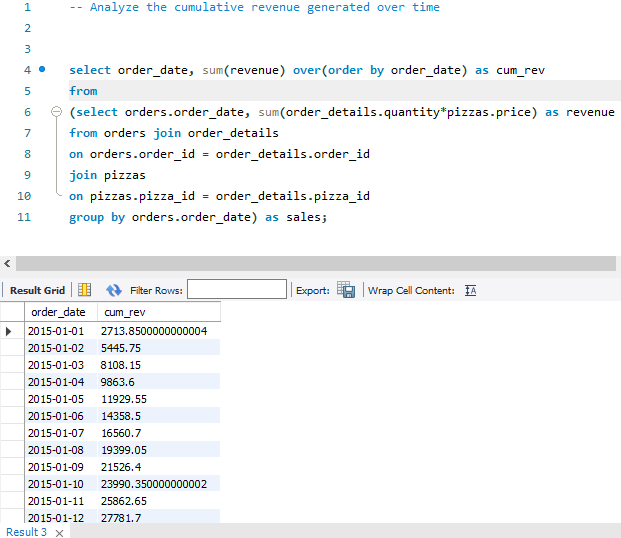 1 -- Analyze the cumulative revenue generated over time
2
3
4 select order_date, sum(revenue) over(order by order_date) as cum_rev
5 from
6 (select orders.order_date, sum(order_details.quantity*pizzas.price) as revenue
7 from orders join order_details
8 on orders.order_id = order_details.order_id
9 join pizzas
10 on pizzas.pizza_id = order_details.pizza_id
11 group by orders.order_date) as sales;
Result Grid Filter Rows: Export: Wrap Cell Content:
order_date cum_rev
2015-01-01 2713.8500000000004
2015-01-02 5445.75
2015-01-03 8108.15
2015-01-04 9863.6
2015-01-05 11929.55
2015-01-06 14358.5
2015-01-07 16560.7
2015-01-08 19399.05
2015-01-09 21526.4
2015-01-10 23990.350000000002
2015-01-11 25862.65
2015-01-12 27781.7
Result 3